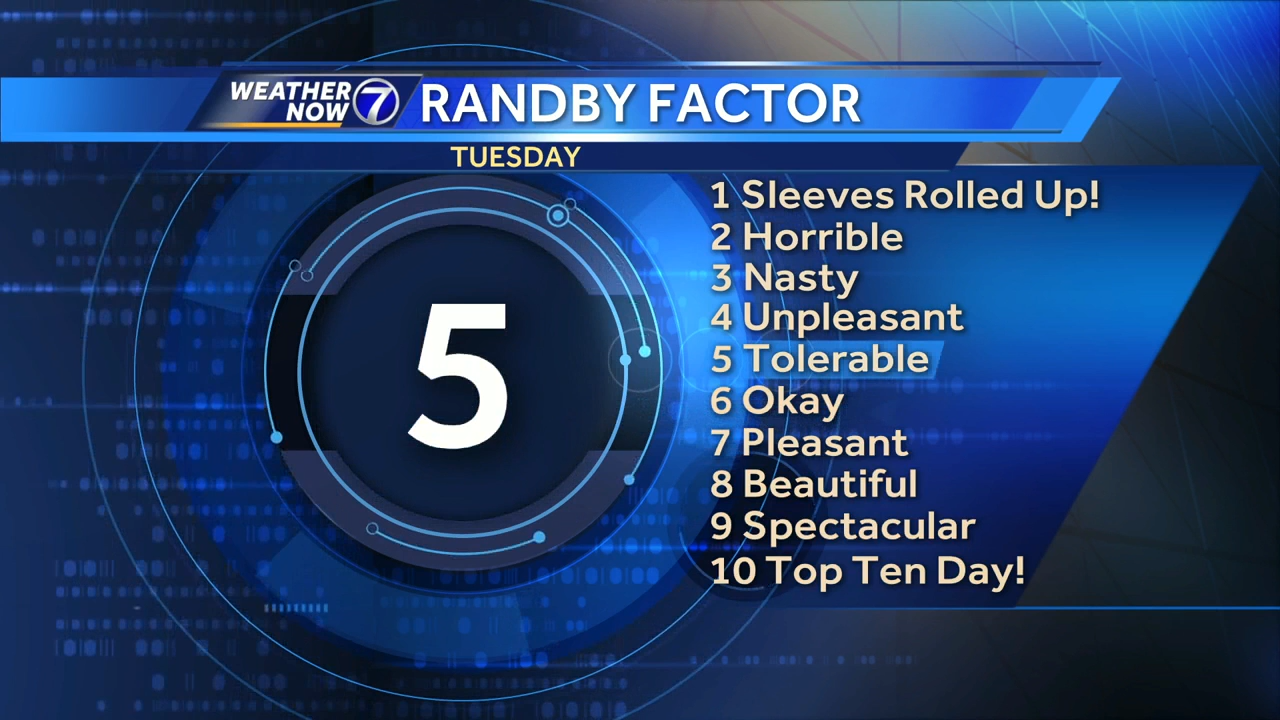 WEATHER
NOW 7
RANDBY FACTOR
TUESDAY
5
1 Sleeves Rolled Up!
2 Horrible
3 Nasty
4 Unpleasant
5 Tolerable
6 Okay
7 Pleasant
8 Beautiful
9 Spectacular
10 Top Ten Day!